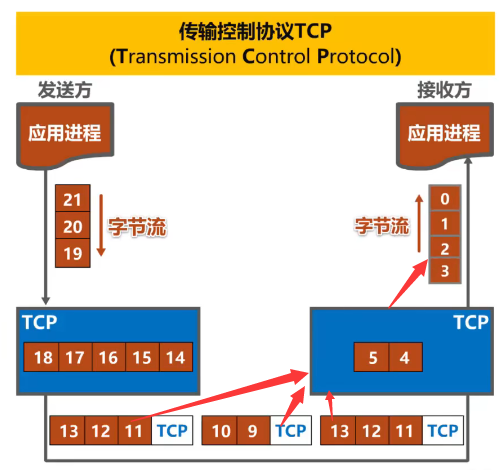 传输控制协议TCP
(Transmission Control Protocol)
发送方
接收方
应用进程
应用进程
21
20
19
字节流
字节流
0
1
2
3
TCP
18 17 16 15 14
TCP
5 4
13 12 11 TCP
10 9 TCP
13 12 11 TCP